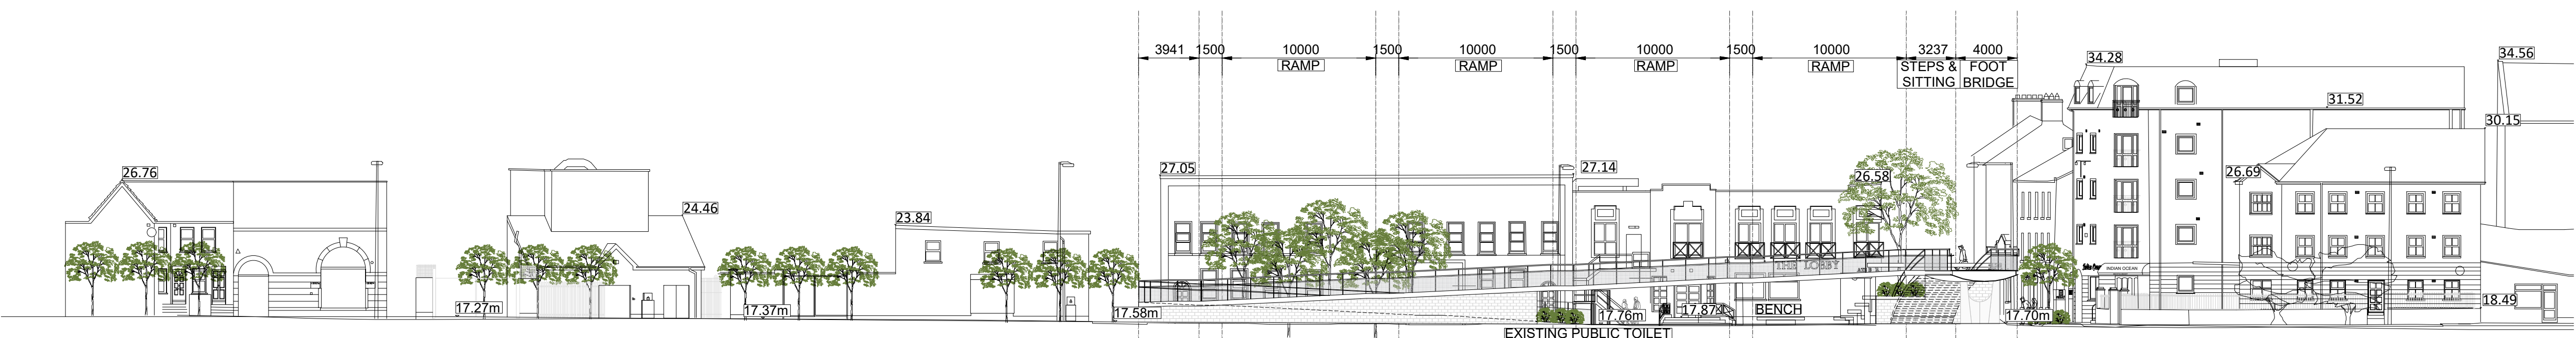 3941 1500 10000 1500 10000 1500 10000 1500 10000 3237 4000
RAMP RAMP RAMP RAMP STEPS & SITTING FOOT BRIDGE
34.28
34.56
31.52
30.15
26.76
24.46
23.84
27.05
27.14
26.58
26.69
THE LOBBY
INDIAN OCEAN
18.49
17.27m
17.37m
17.58m
17.76m
17.87
BENCH
17.70m
EXISTING PUBLIC TOILET